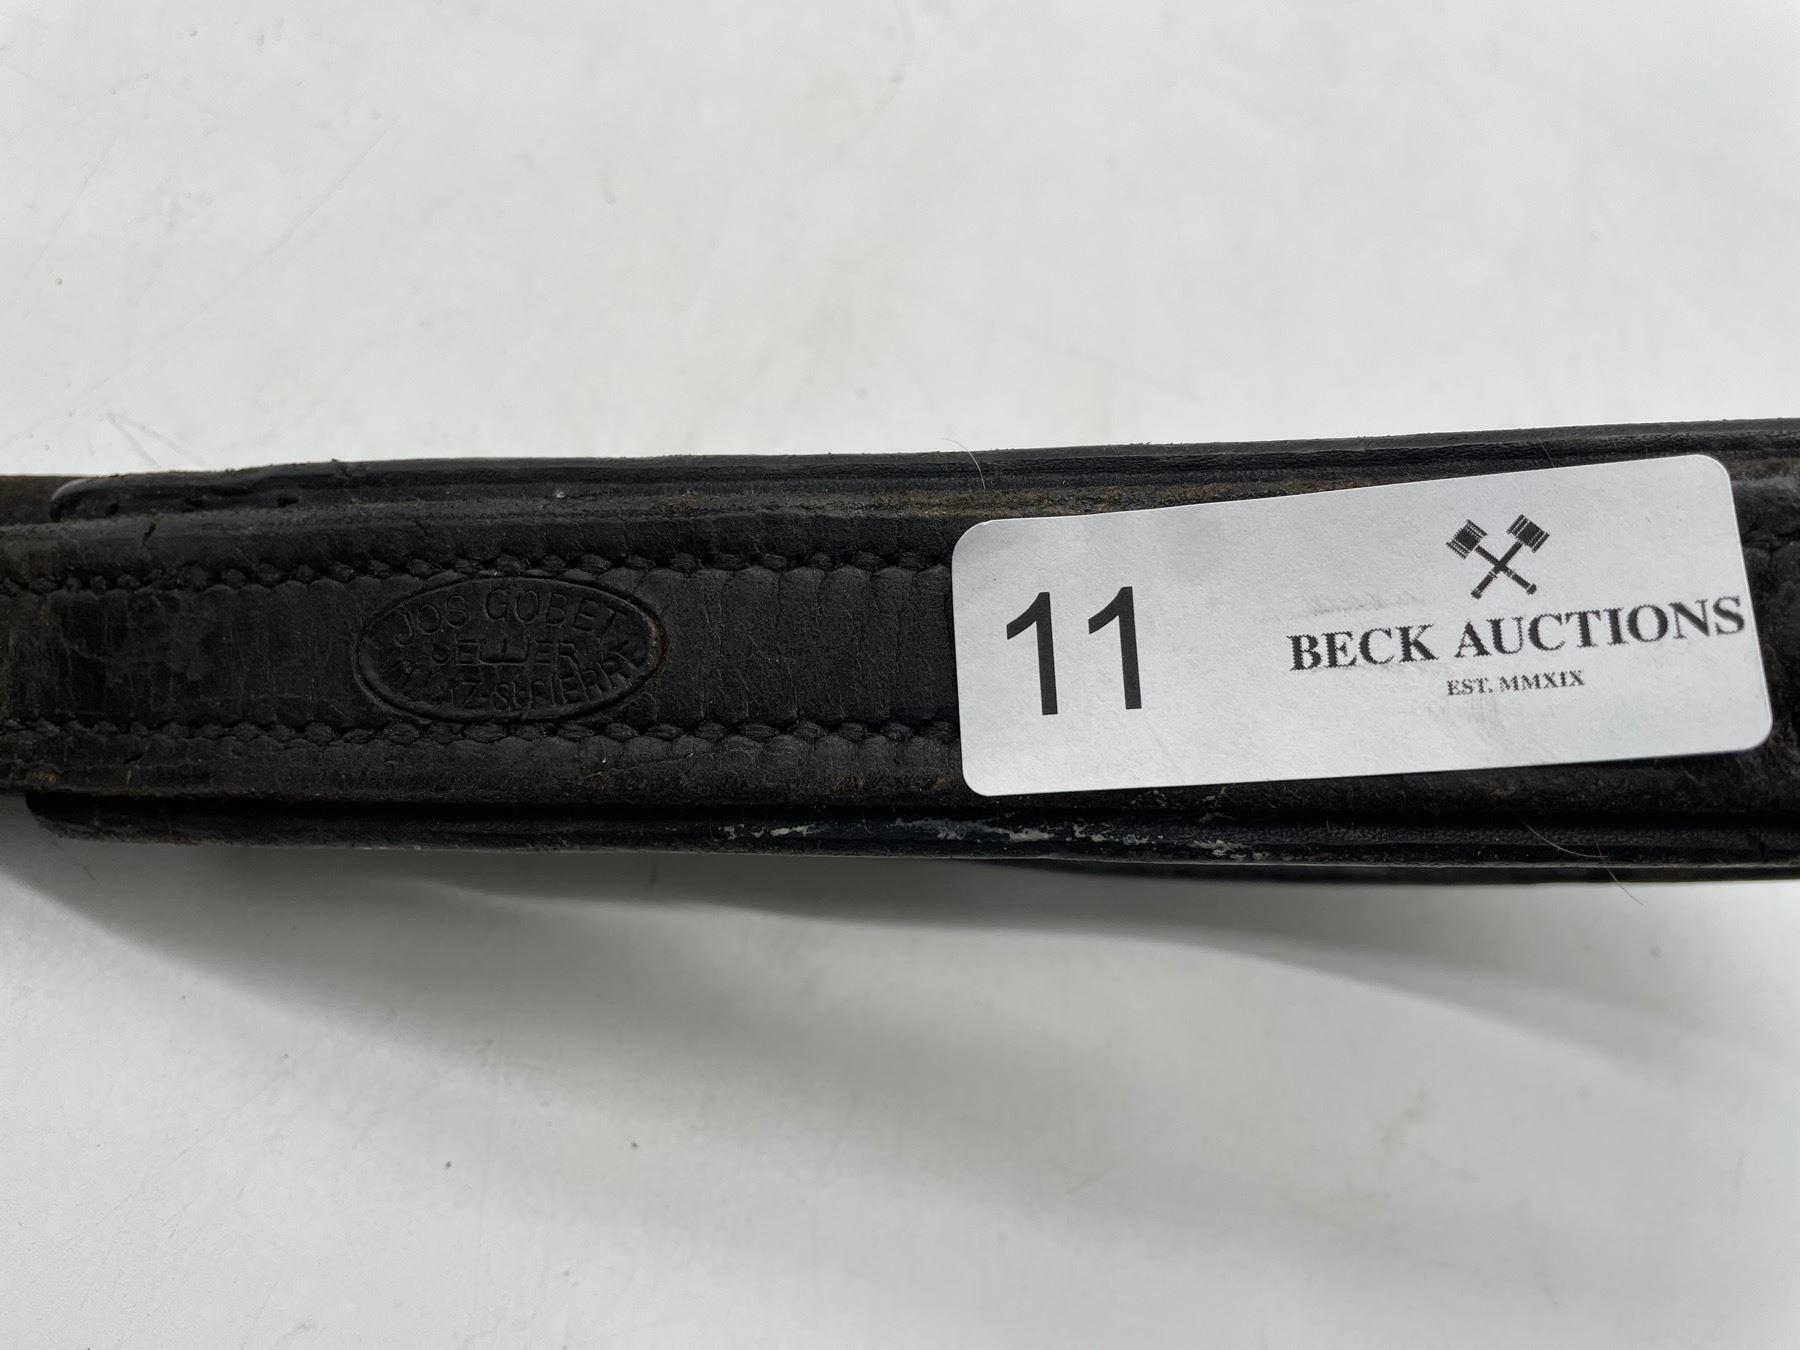 JOS GOBET
SELLIER
11
BECK AUCTIONS
EST. MMXIX